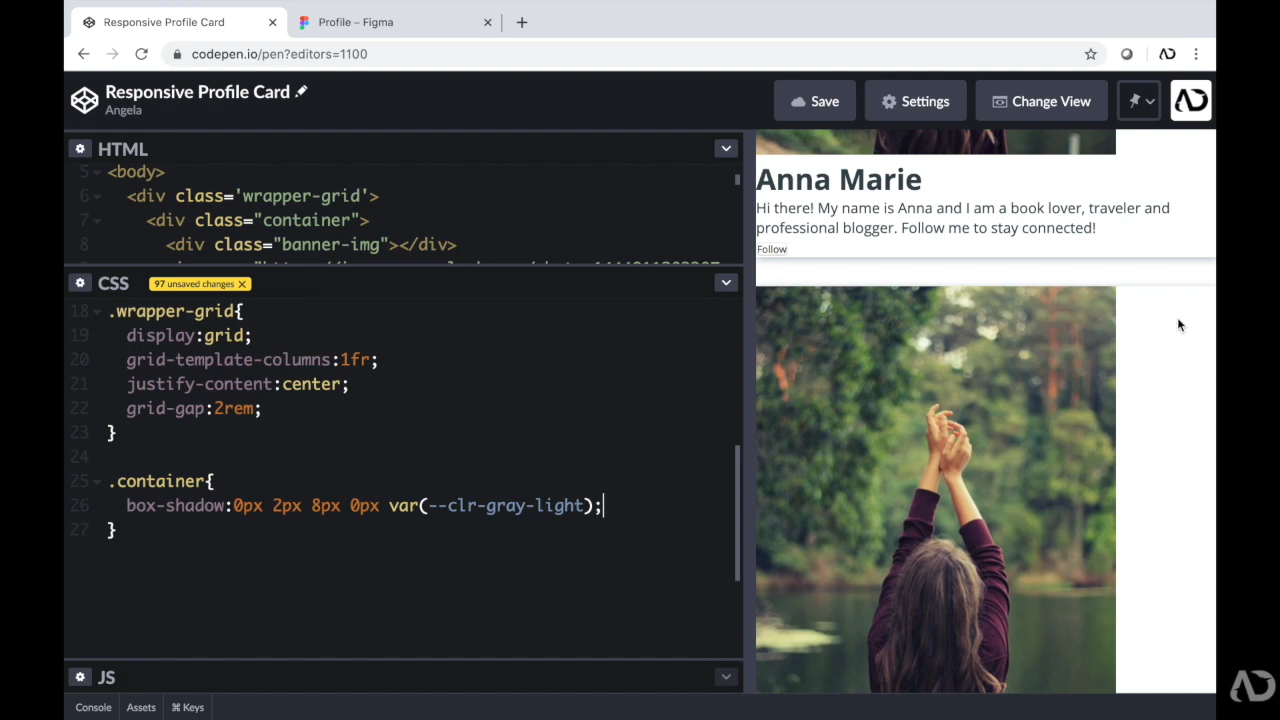 Responsive Profile Card
Profile – Figma
codepen.io/pen?editors=1100
Responsive Profile Card
Angela
Save
Settings
Change View
HTML
5 <body>
6 <div class='wrapper-grid'>
7 <div class="container">
8 <div class="banner-img"></div>
CSS
97 unsaved changes
18 .wrapper-grid{
19 display:grid;
20 grid-template-columns:1fr;
21 justify-content:center;
22 grid-gap:2rem;
23 }
24
25 .container{
26 box-shadow:0px 2px 8px 0px var(--clr-gray-light);
27 }
JS
Console
Assets
⌘ Keys
Anna Marie
Hi there! My name is Anna and I am a book lover, traveler and
professional blogger. Follow me to stay connected!
Follow